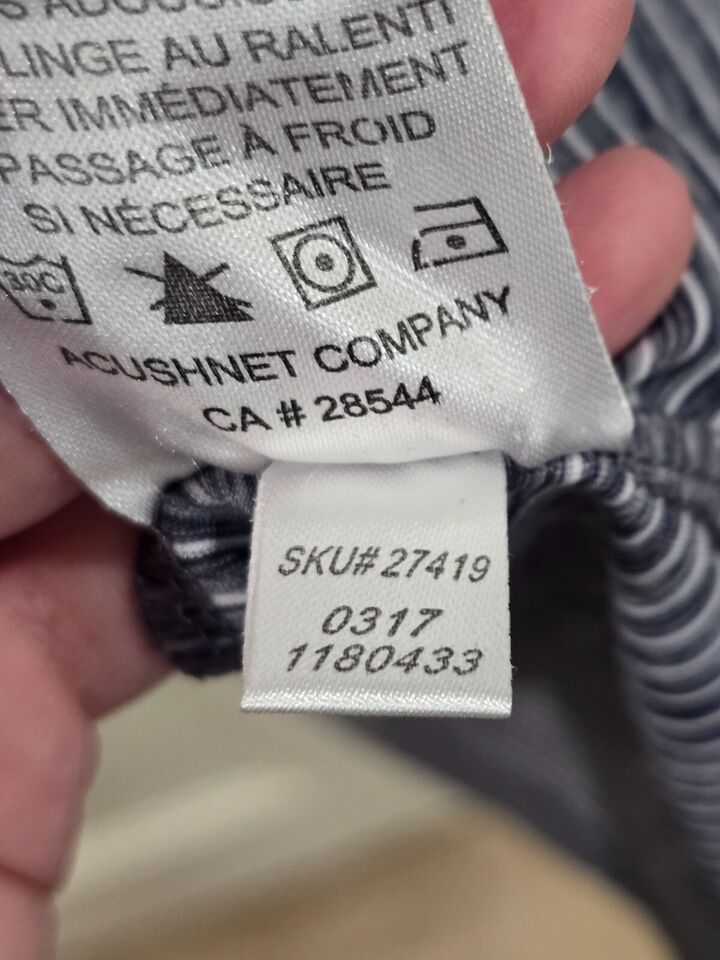 LINGE AU RALENTI
ER IMMÉDIATEMENT
PASSAGE À FROID
SI NÉCESSAIRE
30C
ACUSHNET COMPANY
CA # 28544
SKU# 27419
0317
1180433